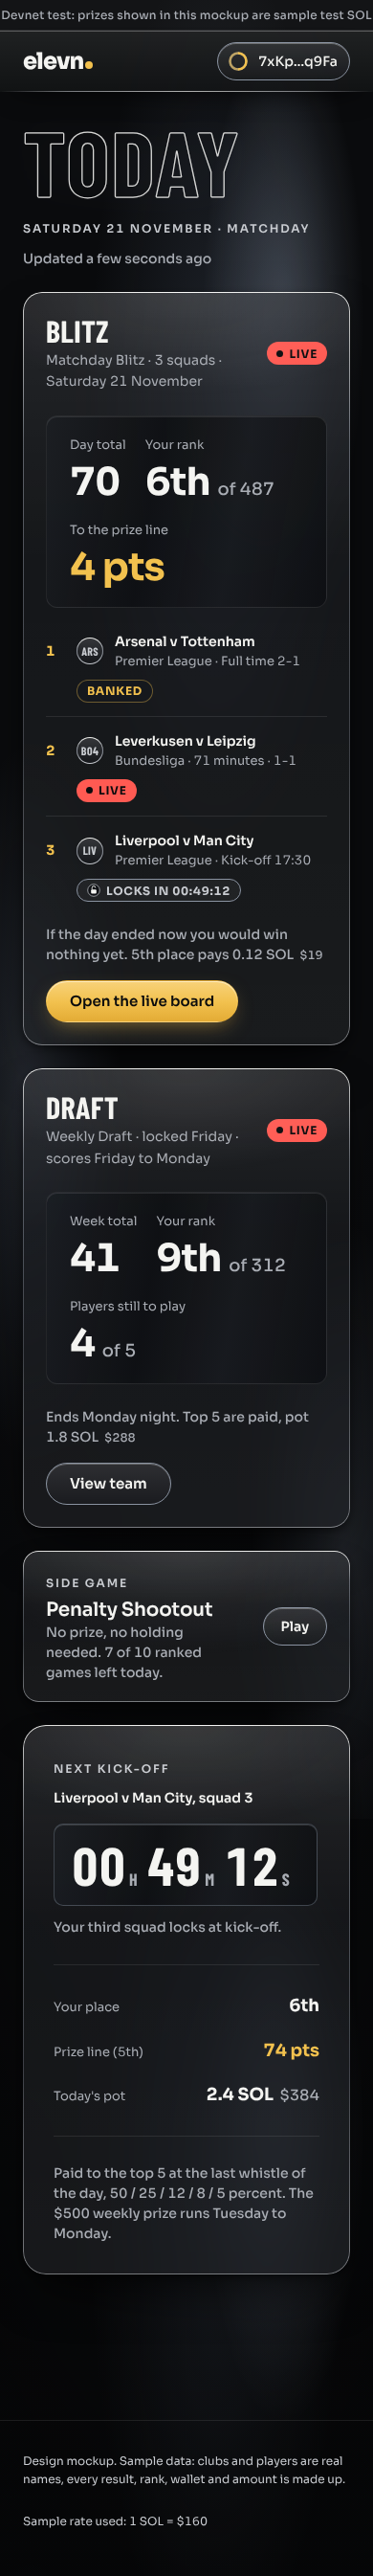 Devnet test: prizes shown in this mockup are sample test SOL
elevn.
7xKp...q9Fa
TODAY
SATURDAY 21 NOVEMBER · MATCHDAY
Updated a few seconds ago
BLITZ
Matchday Blitz · 3 squads ·
Saturday 21 November
LIVE
Day total
Your rank
70
6th of 487
To the prize line
4 pts
1
ARS
Arsenal v Tottenham
Premier League · Full time 2-1
BANKED
2
B04
Leverkusen v Leipzig
Bundesliga · 71 minutes · 1-1
LIVE
3
LIV
Liverpool v Man City
Premier League · Kick-off 17:30
LOCKS IN 00:49:12
If the day ended now you would win
nothing yet. 5th place pays 0.12 SOL $19
Open the live board
DRAFT
Weekly Draft · locked Friday ·
scores Friday to Monday
LIVE
Week total
Your rank
41
9th of 312
Players still to play
4 of 5
Ends Monday night. Top 5 are paid, pot
1.8 SOL $288
View team
SIDE GAME
Penalty Shootout
No prize, no holding
needed. 7 of 10 ranked
games left today.
Play
NEXT KICK-OFF
Liverpool v Man City, squad 3
00 H 49 M 12 S
Your third squad locks at kick-off.
Your place
6th
Prize line (5th)
74 pts
Today's pot
2.4 SOL $384
Paid to the top 5 at the last whistle of
the day, 50 / 25 / 12 / 8 / 5 percent. The
$500 weekly prize runs Tuesday to
Monday.
Design mockup. Sample data: clubs and players are real
names, every result, rank, wallet and amount is made up.
Sample rate used: 1 SOL = $160